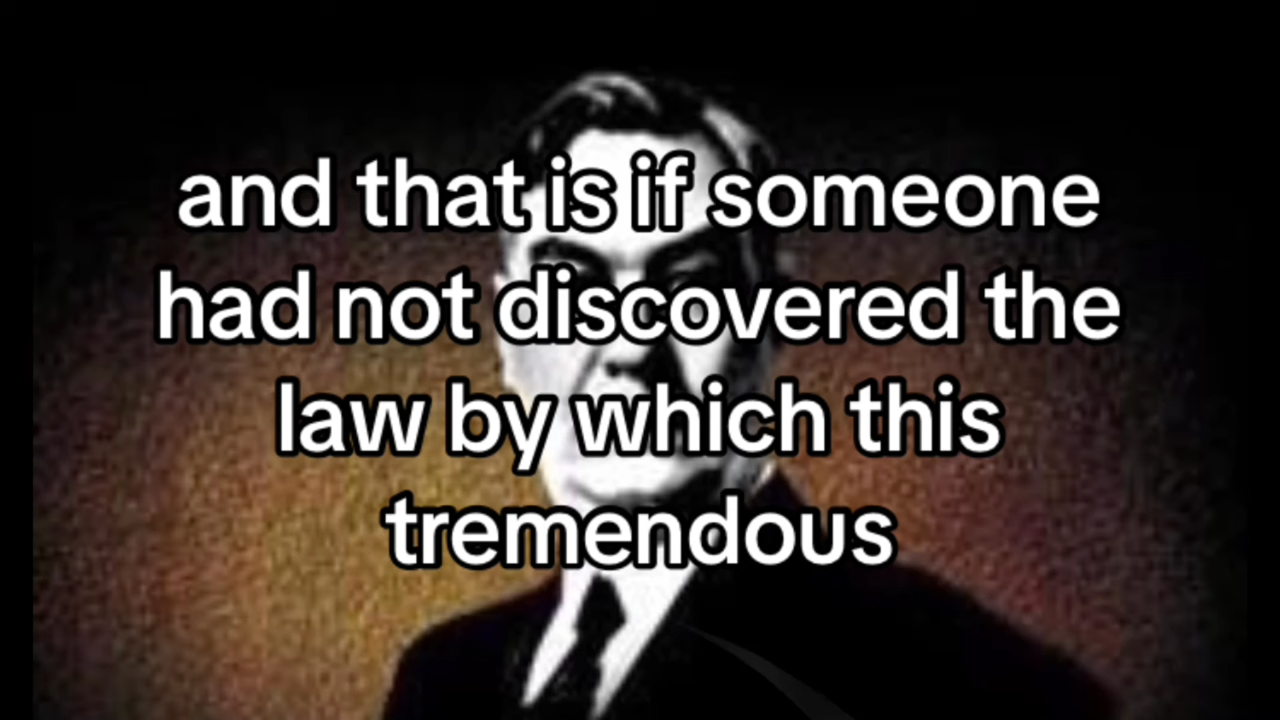 and that is if someone
had not discovered the
law by which this
tremendous